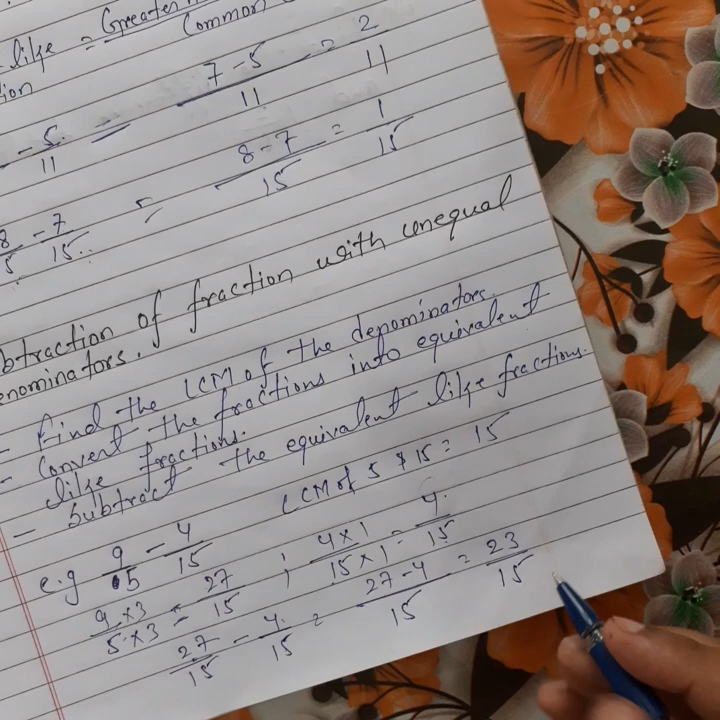 like = Greater
ion Common
- 5/11 = 7-5/11 = 2/11
8/5 - 7/15 = 8-7/15 = 1/15
btraction of fraction with unequal
enominators.
- Find the LCM of the denominators.
- Convert the fractions into equivalent
like fractions.
- Subtract the equivalent like fractions.
LCM of 5 & 15 = 15
e.g 9/5 - 4/15
9×3/5×3 = 27/15 ; 4×1/15×1 = 4/15
27/15 - 4/15 = 27-4/15 = 23/15